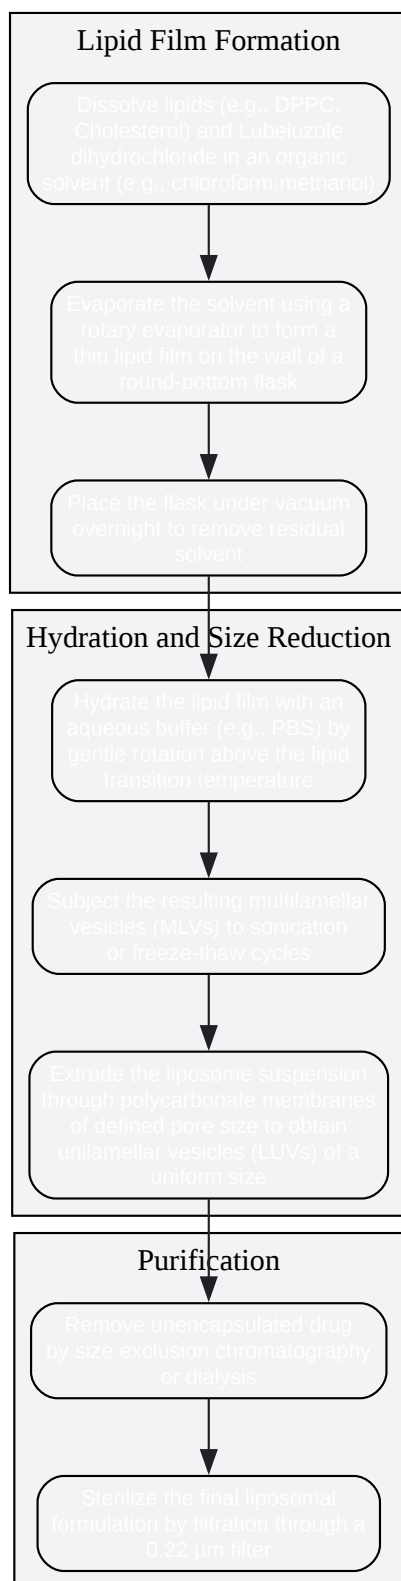 Lipid Film Formation
Dissolve lipids (e.g., DPPC,
Cholesterol) and Lubeluzole
dihydrochloride in an organic
solvent (e.g., chloroform:methanol)
Evaporate the solvent using a
rotary evaporator to form a
thin lipid film on the wall of a
round-bottom flask
Place the flask under vacuum
overnight to remove residual
solvent
Hydration and Size Reduction
Hydrate the lipid film with an
aqueous buffer (e.g., PBS) by
gentle rotation above the lipid
transition temperature
Subject the resulting multilamellar
vesicles (MLVs) to sonication
or freeze-thaw cycles
Extrude the liposome suspension
through polycarbonate membranes
of defined pore size to obtain
unilamellar vesicles (LUVs) of a
uniform size
Purification
Remove unencapsulated drug
by size exclusion chromatography
or dialysis
Sterilize the final liposomal
formulation by filtration through a
0.22 µm filter